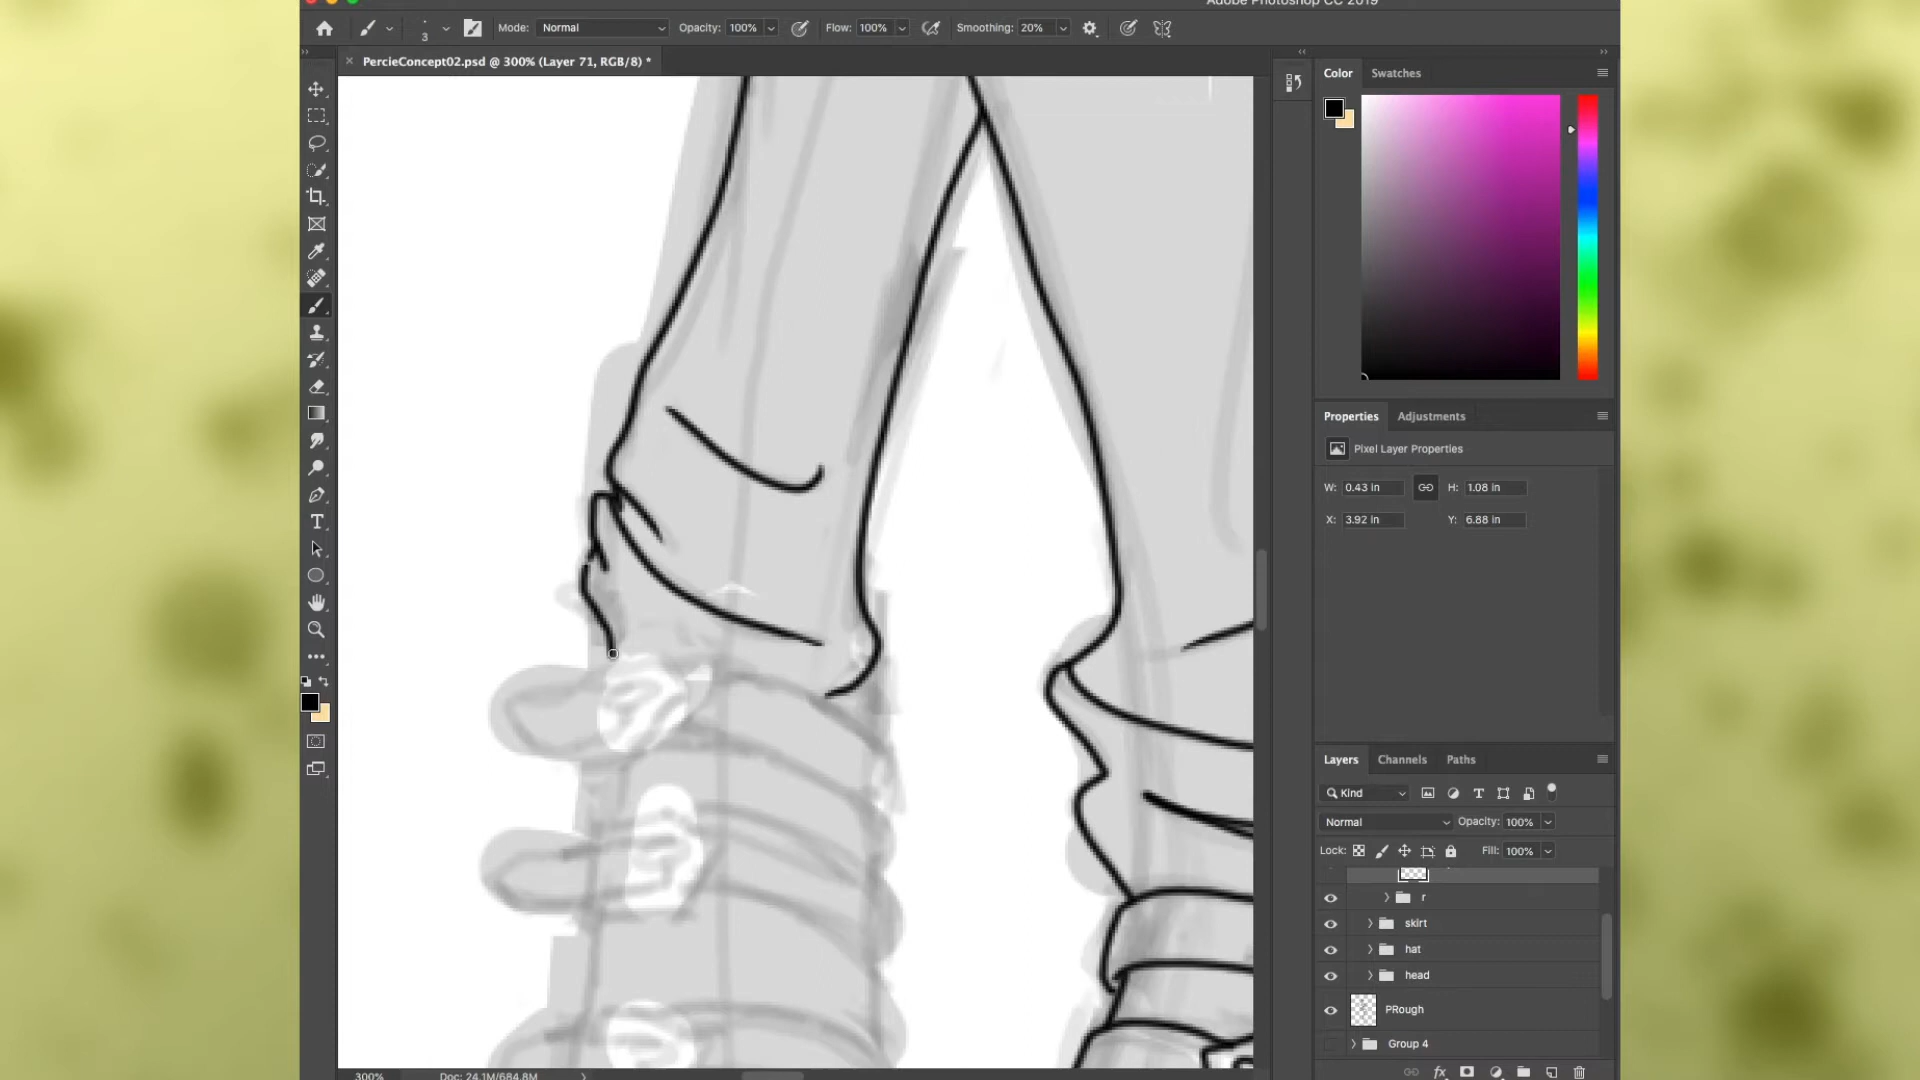 Adobe Photoshop CC 2019
3 Mode: Normal Opacity: 100% Flow: 100% Smoothing: 20%
PercieConcept02.psd @ 300% (Layer 71, RGB/8) *
Color Swatches
Properties Adjustments
Pixel Layer Properties
W: 0.43 in H: 1.08 in
X: 3.92 in Y: 6.88 in
Layers Channels Paths
Kind
Normal Opacity: 100%
Lock: Fill: 100%
r
skirt
hat
head
PRough
Group 4
300% Doc: 24.1M/684.8M